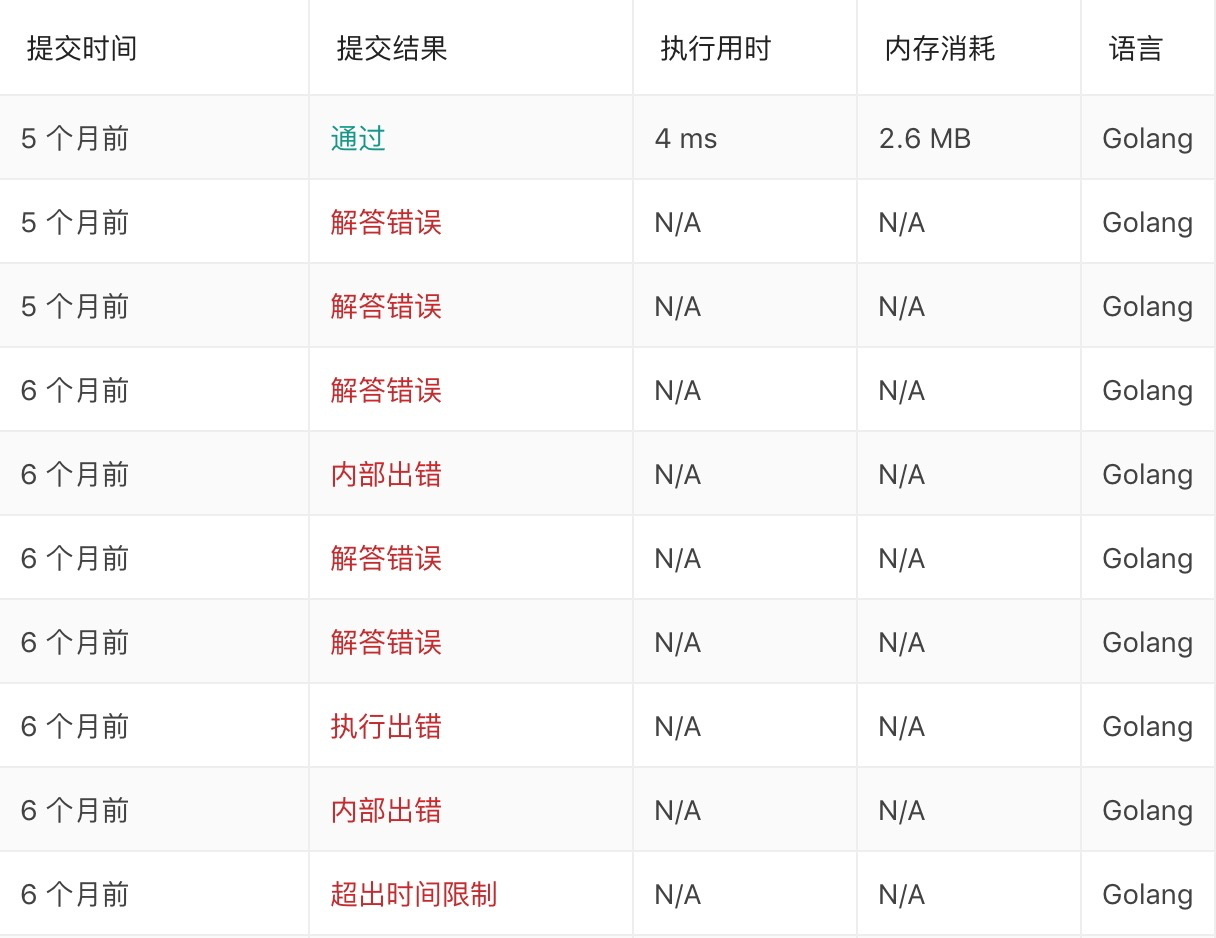 提交时间 提交结果 执行用时 内存消耗 语言
5 个月前 通过 4 ms 2.6 MB Golang
5 个月前 解答错误 N/A N/A Golang
5 个月前 解答错误 N/A N/A Golang
6 个月前 解答错误 N/A N/A Golang
6 个月前 内部出错 N/A N/A Golang
6 个月前 解答错误 N/A N/A Golang
6 个月前 解答错误 N/A N/A Golang
6 个月前 执行出错 N/A N/A Golang
6 个月前 内部出错 N/A N/A Golang
6 个月前 超出时间限制 N/A N/A Golang